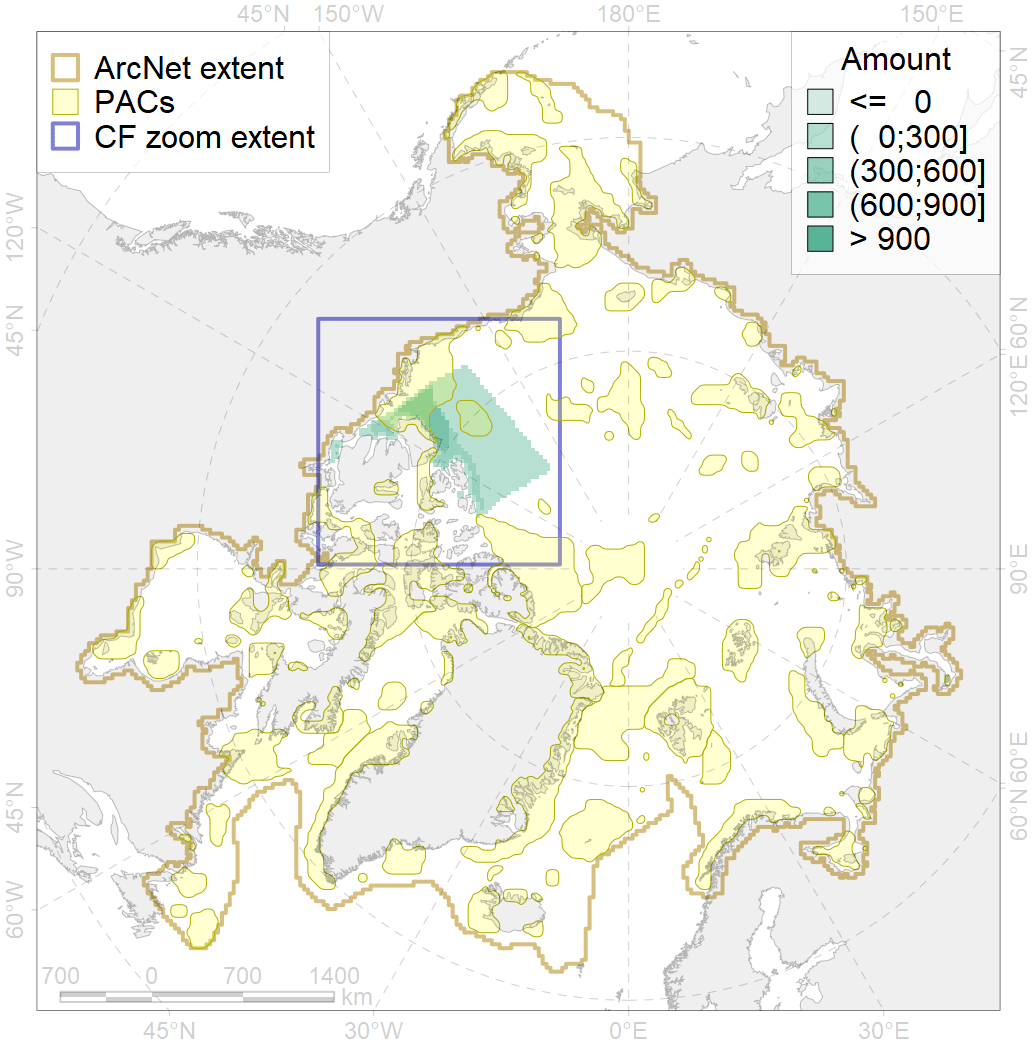 45°N 150°W 180°E 150°E
ArcNet extent
PACs
CF zoom extent
Amount
<= 0
( 0;300]
(300;600]
(600;900]
> 900
120°W
45°N
90°W
45°N
60°W
45°N
60°N
120°E
90°E
60°E
60°N
700 0 700 1400
km
45°N 30°W 0°E 30°E